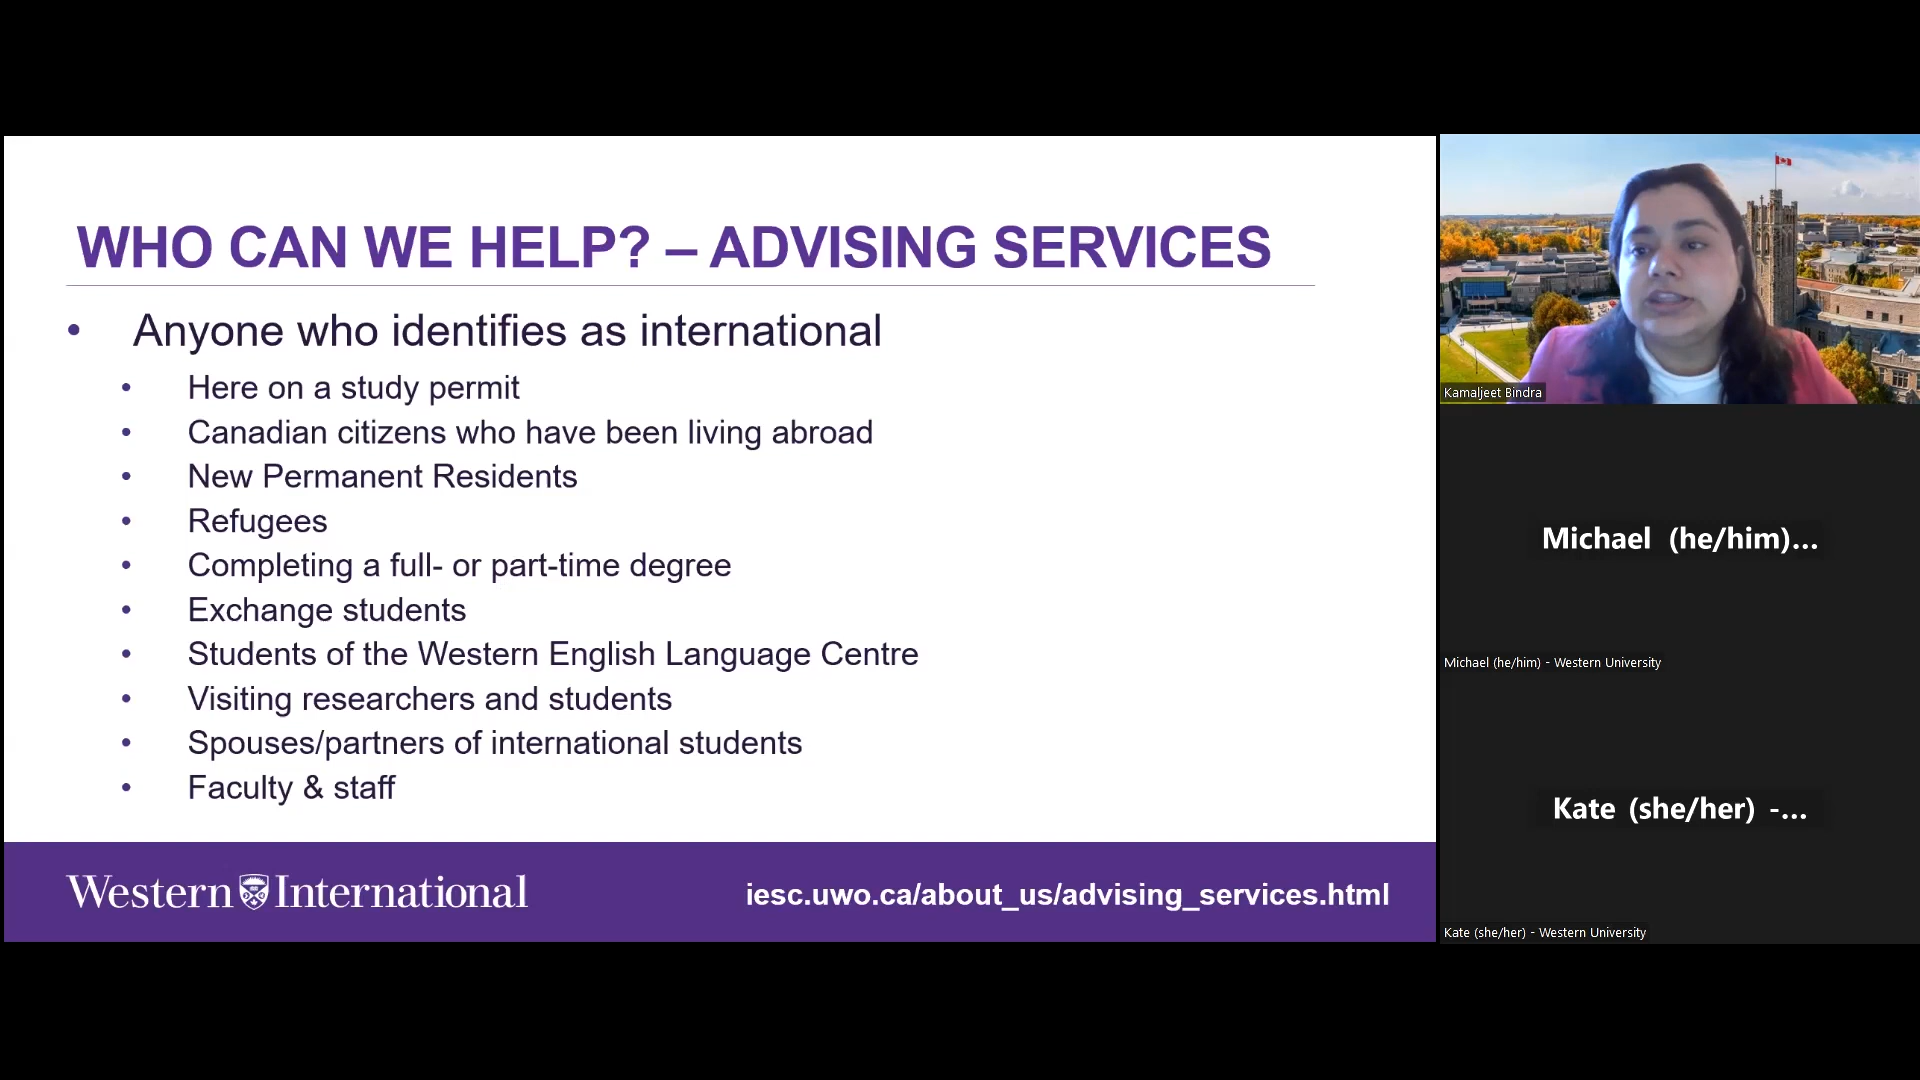 WHO CAN WE HELP? – ADVISING SERVICES
• Anyone who identifies as international
• Here on a study permit
• Canadian citizens who have been living abroad
• New Permanent Residents
• Refugees
• Completing a full- or part-time degree
• Exchange students
• Students of the Western English Language Centre
• Visiting researchers and students
• Spouses/partners of international students
• Faculty & staff
Western International
iesc.uwo.ca/about_us/advising_services.html
Kamaljeet Bindra
Michael (he/him)...
Michael (he/him) - Western University
Kate (she/her) -...
Kate (she/her) - Western University